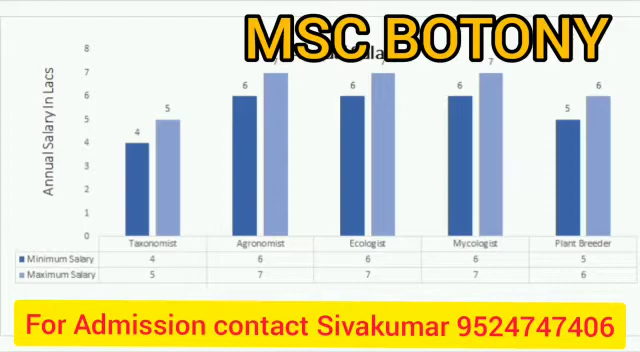 MSC BOTONY
Annual Salary In Lacs
8
7
6
5
4
3
2
1
0
4 5 6 7 6 7 6 7 5 6
Taxonomist Agronomist Ecologist Mycologist Plant Breeder
Minimum Salary 4 6 6 6 5
Maximum Salary 5 7 7 7 6
For Admission contact Sivakumar 9524747406